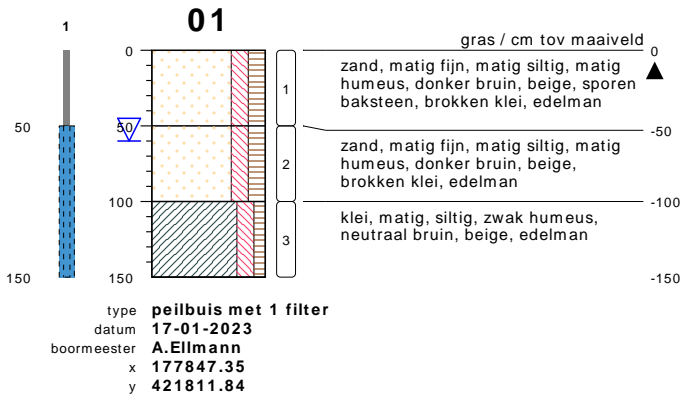 01
1
gras / cm tov maaiveld
0
0
1
zand, matig fijn, matig siltig, matig
humeus, donker bruin, beige, sporen
baksteen, brokken klei, edelman
50
50
-50
2
zand, matig fijn, matig siltig, matig
humeus, donker bruin, beige,
brokken klei, edelman
100
-100
3
klei, matig, siltig, zwak humeus,
neutraal bruin, beige, edelman
150
150
-150
type peilbuis met 1 filter
datum 17-01-2023
boormeester A.Ellmann
x 177847.35
y 421811.84